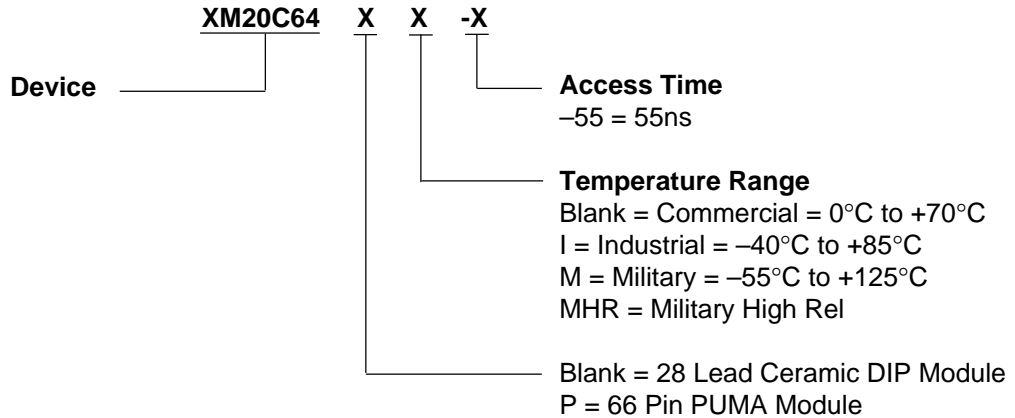 XM20C64 X X -X
Device
Access Time
–55 = 55ns
Temperature Range
Blank = Commercial = 0°C to +70°C
I = Industrial = –40°C to +85°C
M = Military = –55°C to +125°C
MHR = Military High Rel
Blank = 28 Lead Ceramic DIP Module
P = 66 Pin PUMA Module